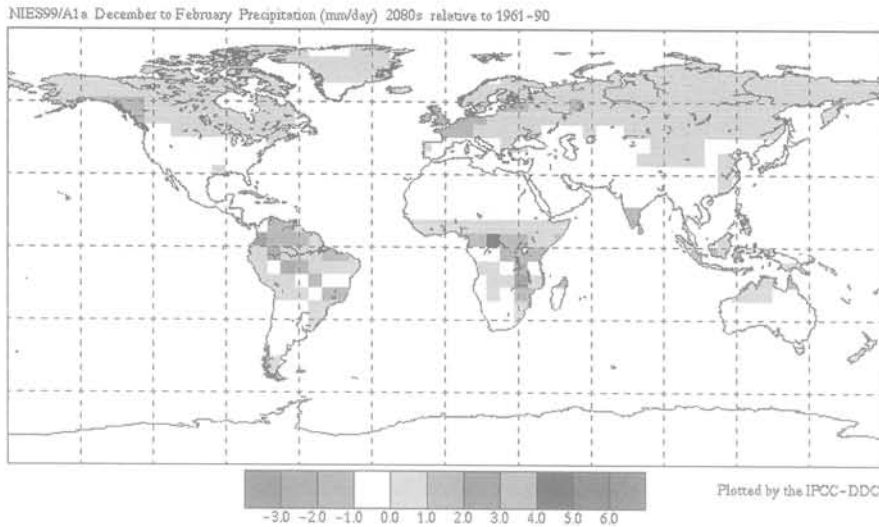 NIES99/A1a December to February Precipitation (mm/day) 2080s relative to 1961-90
-3.0 -2.0 -1.0 0.0 1.0 2.0 3.0 4.0 5.0 6.0
Plotted by the IPCC-DDC